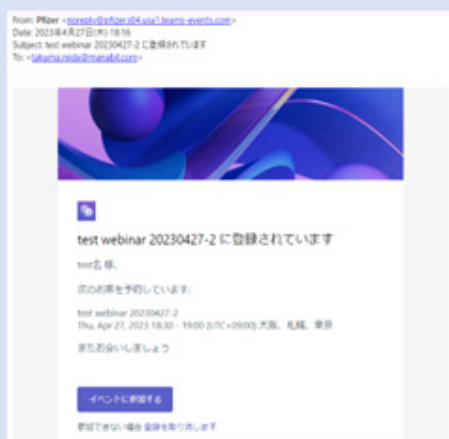 From: Pfizer <noreply@pfizer.s04.usa1.teams-events.com>
Date: 2023年4月27日(木) 18:16
Subject: test webinar 20230427-2 に登録されています
To: <takuma.niida@manabil.com>
test webinar 20230427-2 に登録されています
test名 様、
次のお席を予約しています:
test webinar 20230427-2
Thu, Apr 27, 2023 18:30 - 19:00 (UTC+09:00) 大阪、札幌、東京
またお会いしましょう
イベントに参加する
参加できない場合 登録を取り消します